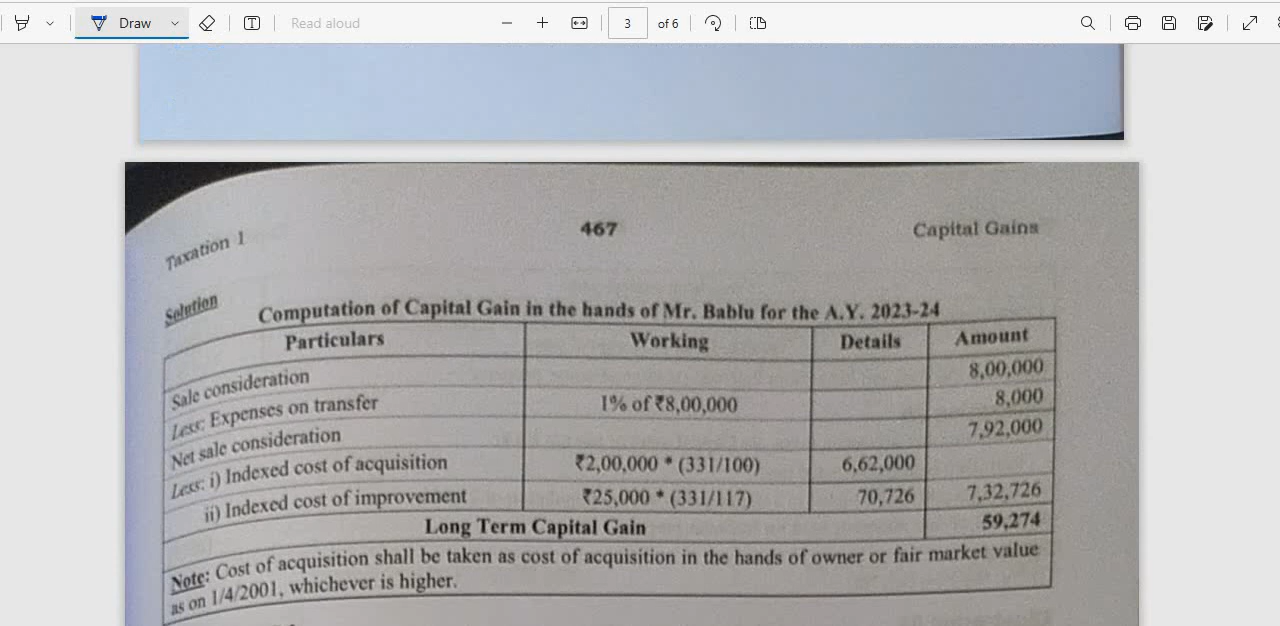 Draw
Read aloud
3 of 6
Taxation 1 467 Capital Gains
Solution
Computation of Capital Gain in the hands of Mr. Bablu for the A.Y. 2023-24
Particulars Working Details Amount
Sale consideration 8,00,000
Less: Expenses on transfer 1% of ₹8,00,000 8,000
Net sale consideration 7,92,000
Less: i) Indexed cost of acquisition ₹2,00,000 * (331/100) 6,62,000
ii) Indexed cost of improvement ₹25,000 * (331/117) 70,726 7,32,726
Long Term Capital Gain 59,274
Note: Cost of acquisition shall be taken as cost of acquisition in the hands of owner or fair market value
as on 1/4/2001, whichever is higher.